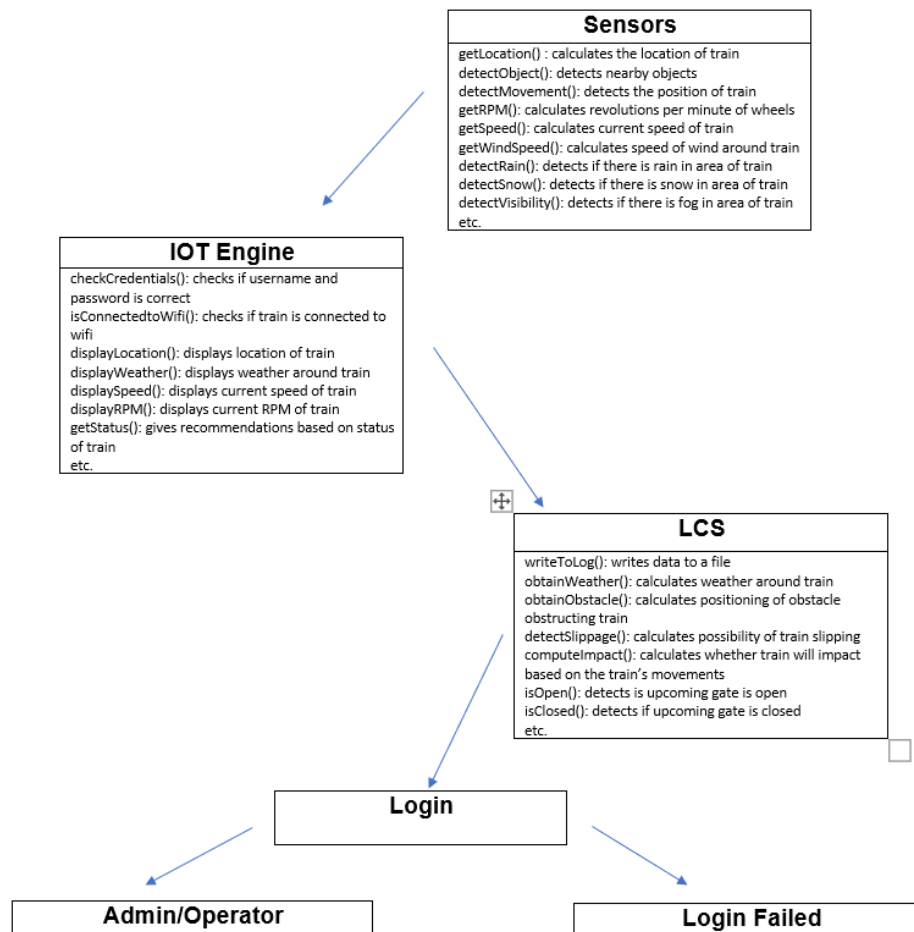 Sensors
getLocation() : calculates the location of train
detectObject(): detects nearby objects
detectMovement(): detects the position of train
getRPM(): calculates revolutions per minute of wheels
getSpeed(): calculates current speed of train
getWindSpeed(): calculates speed of wind around train
detectRain(): detects if there is rain in area of train
detectSnow(): detects if there is snow in area of train
detectVisibility(): detects if there is fog in area of train
etc.
IOT Engine
checkCredentials(): checks if username and
password is correct
isConnectedtoWifi(): checks if train is connected to
wifi
displayLocation(): displays location of train
displayWeather(): displays weather around train
displaySpeed(): displays current speed of train
displayRPM(): displays current RPM of train
getStatus(): gives recommendations based on status
of train
etc.
LCS
writeToLog(): writes data to a file
obtainWeather(): calculates weather around train
obtainObstacle(): calculates positioning of obstacle
obstructing train
detectSlippage(): calculates possibility of train slipping
computeImpact(): calculates whether train will impact
based on the train's movements
isOpen(): detects is upcoming gate is open
isClosed(): detects if upcoming gate is closed
etc.
Login
Admin/Operator
Login Failed